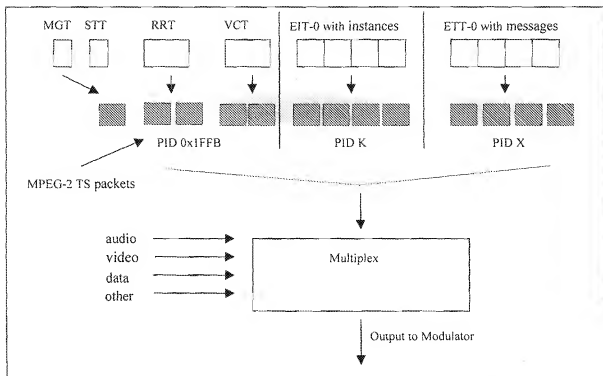 MGT STT RRT VCT EIT-0 with instances ETT-0 with messages
PID 0x1FFB PID K PID X
MPEG-2 TS packets
audio
video
data
other
Multiplex
Output to Modulator